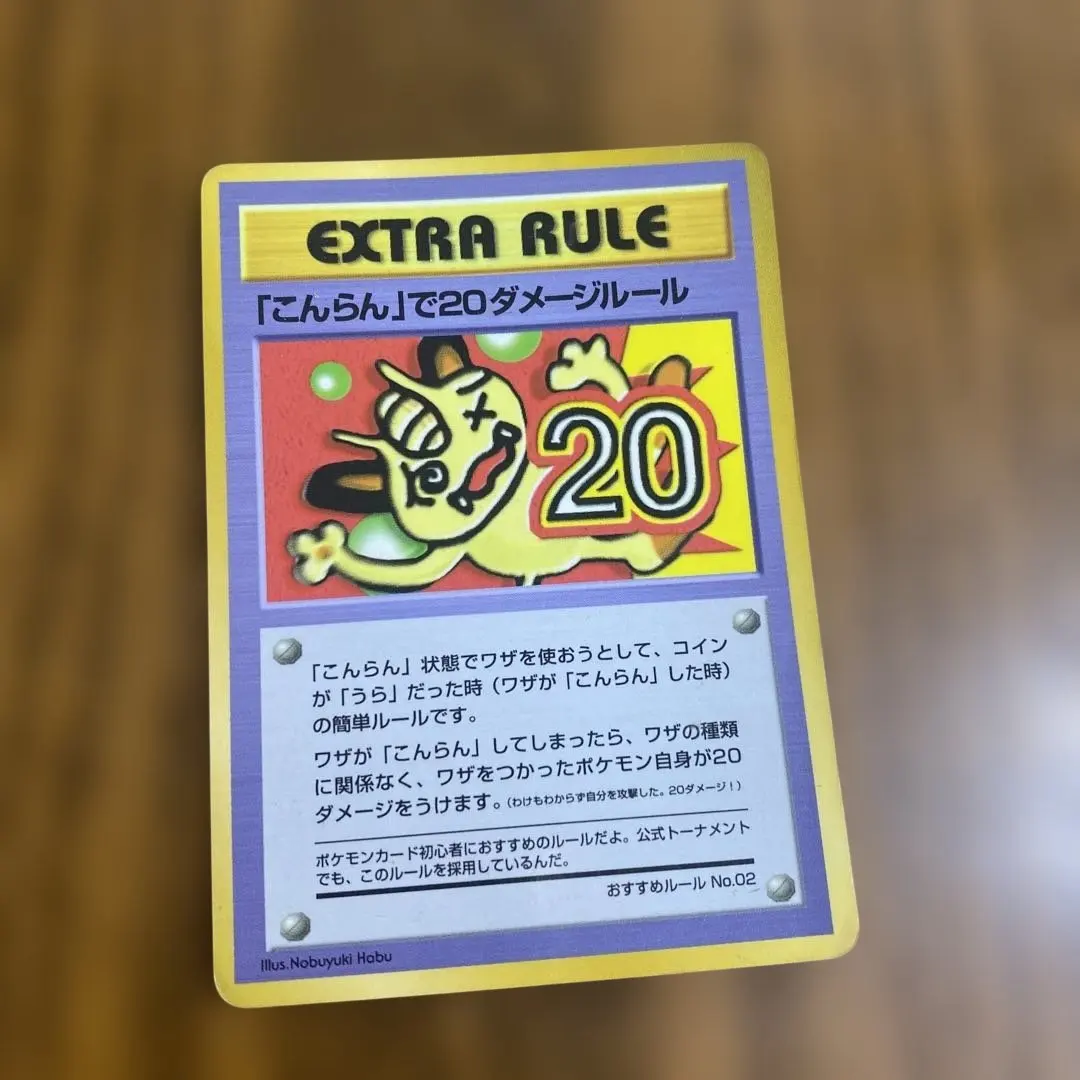 EXTRA RULE
「こんらん」で20ダメージルール
20
「こんらん」状態でワザを使おうとして、コイン
が「うら」だった時（ワザが「こんらん」した時）
の簡単ルールです。
ワザが「こんらん」してしまったら、ワザの種類
に関係なく、ワザをつかったポケモン自身が20
ダメージをうけます。（わけもわからず自分を攻撃した。20ダメージ！）
ポケモンカード初心者におすすめのルールだよ。公式トーナメント
でも、このルールを採用しているんだ。
おすすめルール No.02
Illus.Nobuyuki Habu